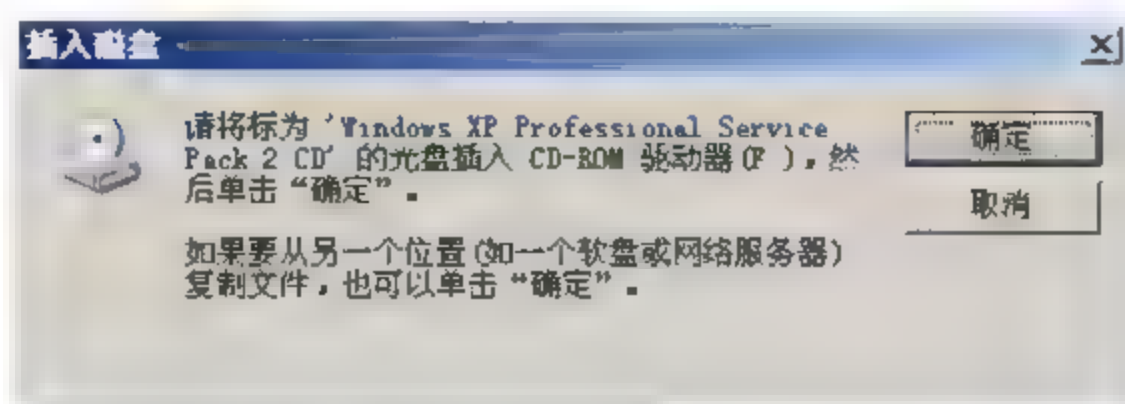 插入磁盘
请将标为 'Windows XP Professional Service
Pack 2 CD' 的光盘插入 CD-ROM 驱动器(F ), 然
后单击“确定”。
如果要从另一个位置(如一个软盘或网络服务器)
复制文件，也可以单击“确定”。
确定
取消